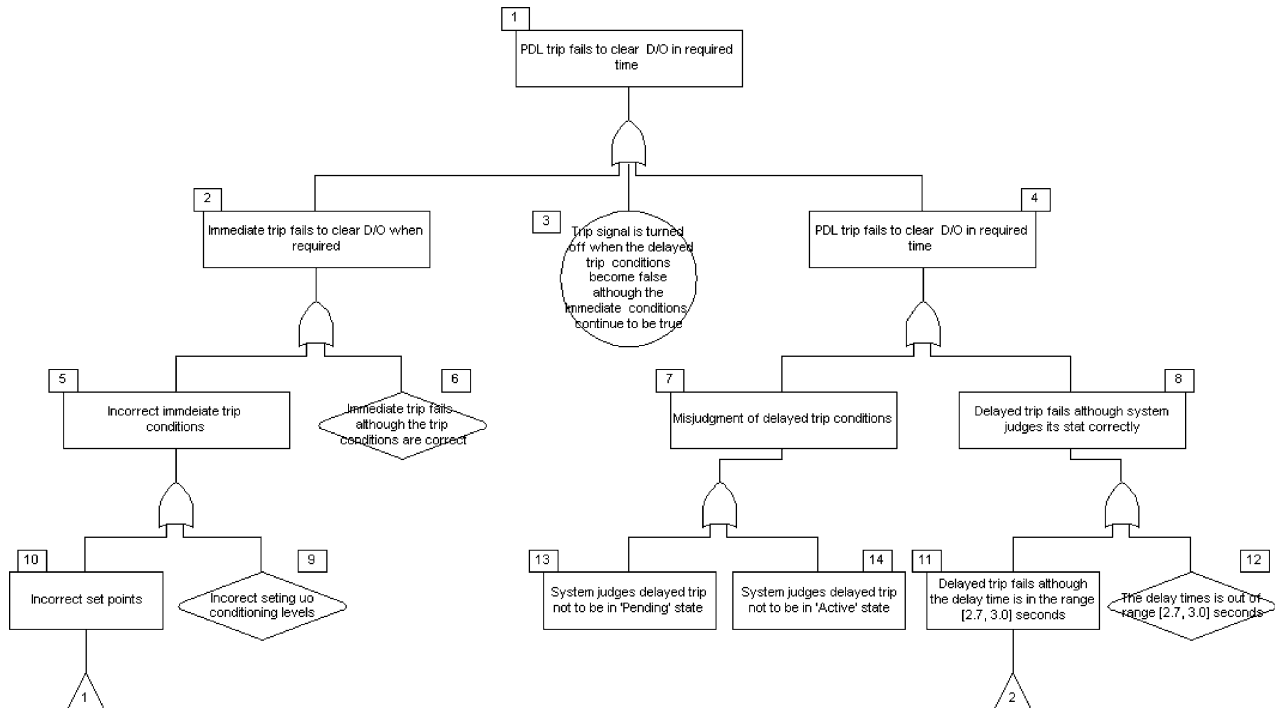 1
PDL trip fails to clear D/O in required
time
2
Immediate trip fails to clear D/O when
required
3
Trip signal is turned
off when the delayed
trip conditions
become false
although the
immediate conditions
continue to be true
4
PDL trip fails to clear D/O in required
time
5
Incorrect immdeiate trip
conditions
6
Immediate trip fails
although the trip
conditions are correct
7
Misjudgment of delayed trip conditions
8
Delayed trip fails although system
judges its stat correctly
10
Incorrect set points
9
Incorrect seting uo
conditioning levels
13
System judges delayed trip
not to be in 'Pending' state
14
System judges delayed trip
not to be in 'Active' state
11
Delayed trip fails although
the delay time is in the range
[2.7, 3.0] seconds
12
The delay times is out of
range [2.7, 3.0] seconds
1
2